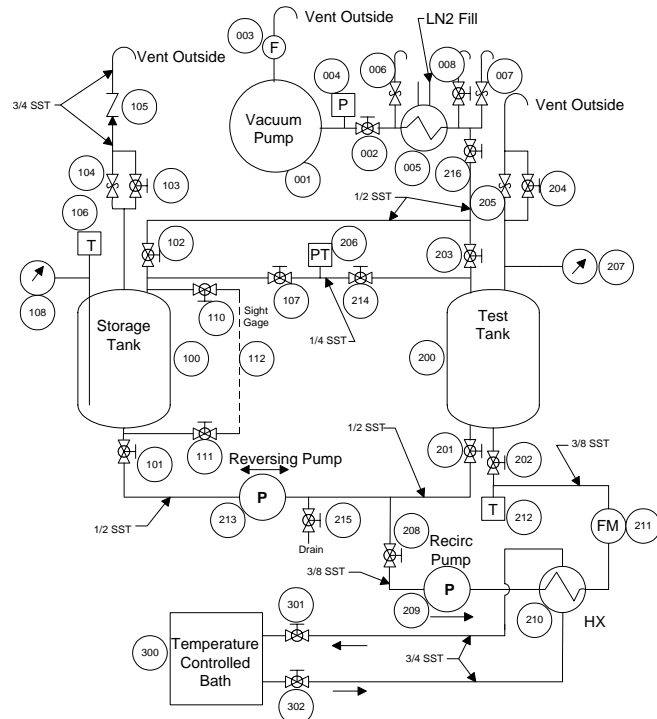 Vent Outside
003
F
LN2 Fill
004
006
008
007
3/4 SST
105
Vacuum
Pump
P
Vent Outside
002
005
001
216
104
103
106
1/2 SST
205
204
T
102
PT
206
203
207
108
107
214
110
Sight
Gage
1/4 SST
Storage
Tank
Test
Tank
100
112
200
101
111
1/2 SST
201
202
3/8 SST
Reversing Pump
P
T
212
FM
211
1/2 SST
213
215
208
Drain
Recirc
Pump
3/8 SST
P
209
210
HX
301
300
Temperature
Controlled
Bath
3/4 SST
302